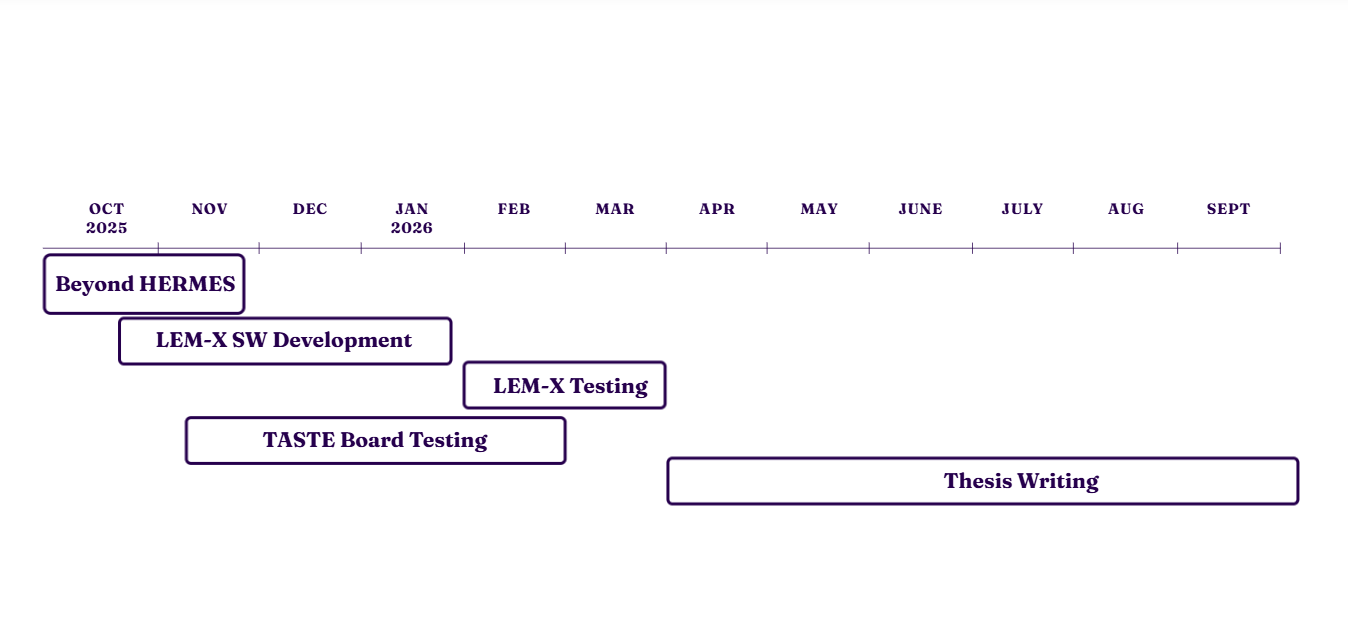 OCT NOV DEC JAN FEB MAR APR MAY JUNE JULY AUG SEPT
2025 2026
Beyond HERMES
LEM-X SW Development
LEM-X Testing
TASTE Board Testing
Thesis Writing